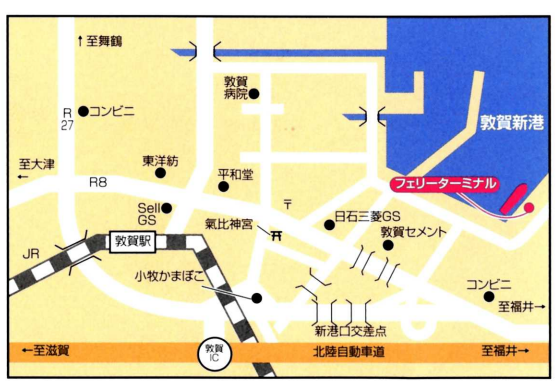 ↑至舞鶴
敦賀
病院
R
27
コンビニ
敦賀新港
至大津
←
東洋紡
平和堂
R8
フェリーターミナル
Sell
GS
〒
日石三菱GS
氣比神宮
敦賀セメント
敦賀駅
JR
小牧かまぼこ
コンビニ
至福井→
新港口交差点
←至滋賀
敦賀
IC
北陸自動車道
至福井→